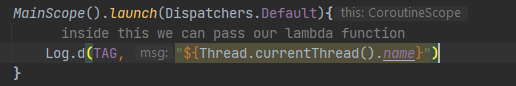 MainScope().launch(Dispatchers.Default){ this: CoroutineScope
inside this we can pass our lambda function
Log.d(TAG, msg: "${Thread.currentThread().name}")
}